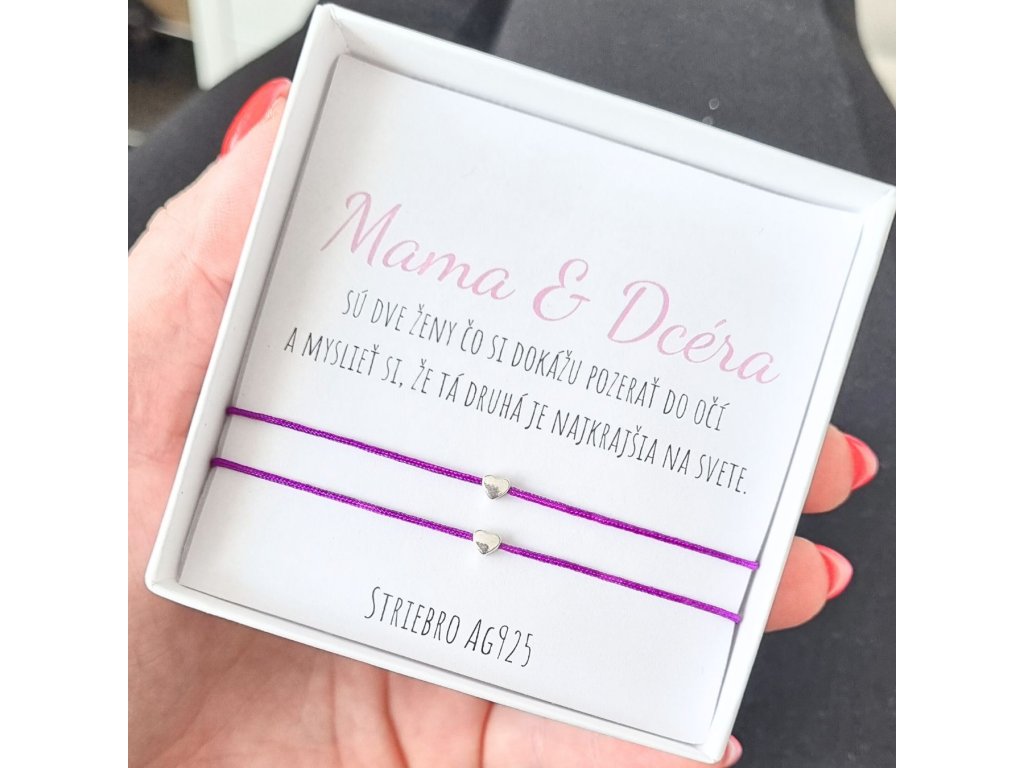 Mama & Dcéra
SÚ DVE ŽENY ČO SI DOKÁŽU POZERAŤ DO OČÍ
A MYSLIEŤ SI, ŽE TÁ DRUHÁ JE NAJKRAJŠIA NA SVETE.
STRIEBRO AG925